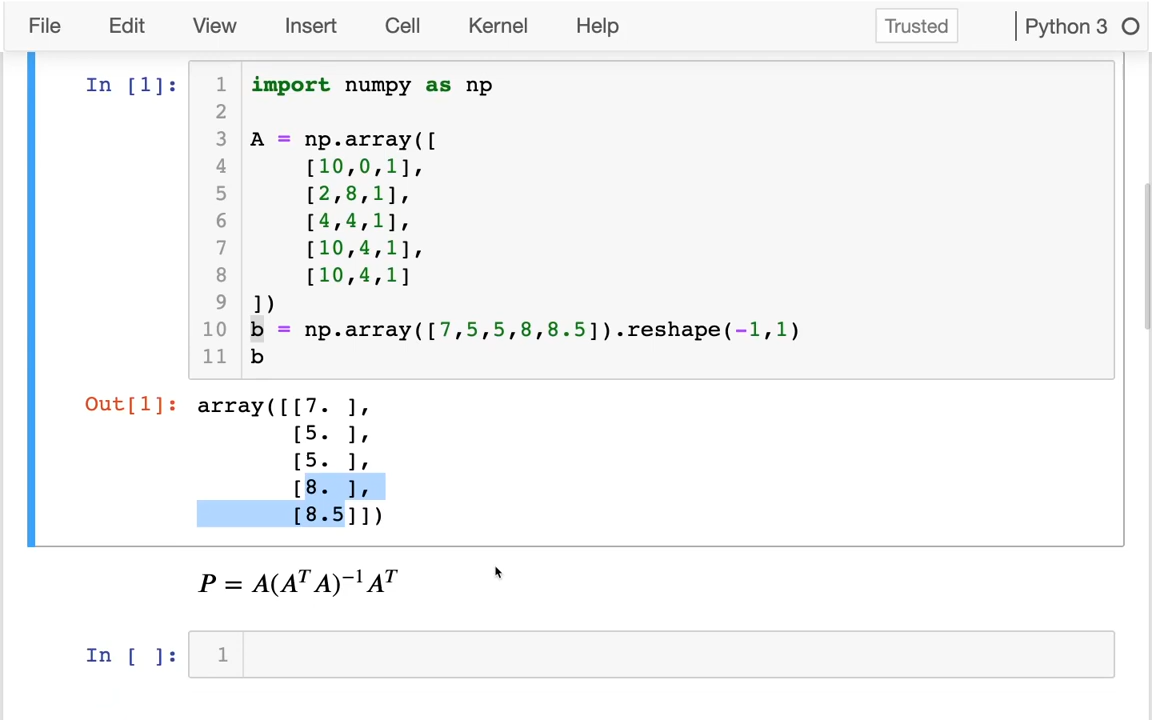 File Edit View Insert Cell Kernel Help Trusted Python 3
In [1]: 1 import numpy as np
2
3 A = np.array([
4 [10,0,1],
5 [2,8,1],
6 [4,4,1],
7 [10,4,1],
8 [10,4,1]
9 ])
10 b = np.array([7,5,5,8,8.5]).reshape(-1,1)
11 b
Out[1]: array([[7. ],
[5. ],
[5. ],
[8. ],
[8.5]])
P = A(A^T A)^{-1} A^T
In [ ]: 1